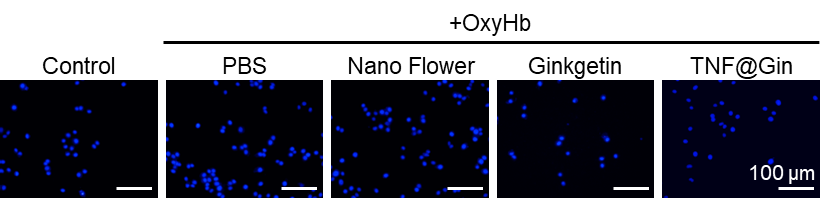 +OxyHb
Control PBS Nano Flower Ginkgetin TNF@Gin
100 µm